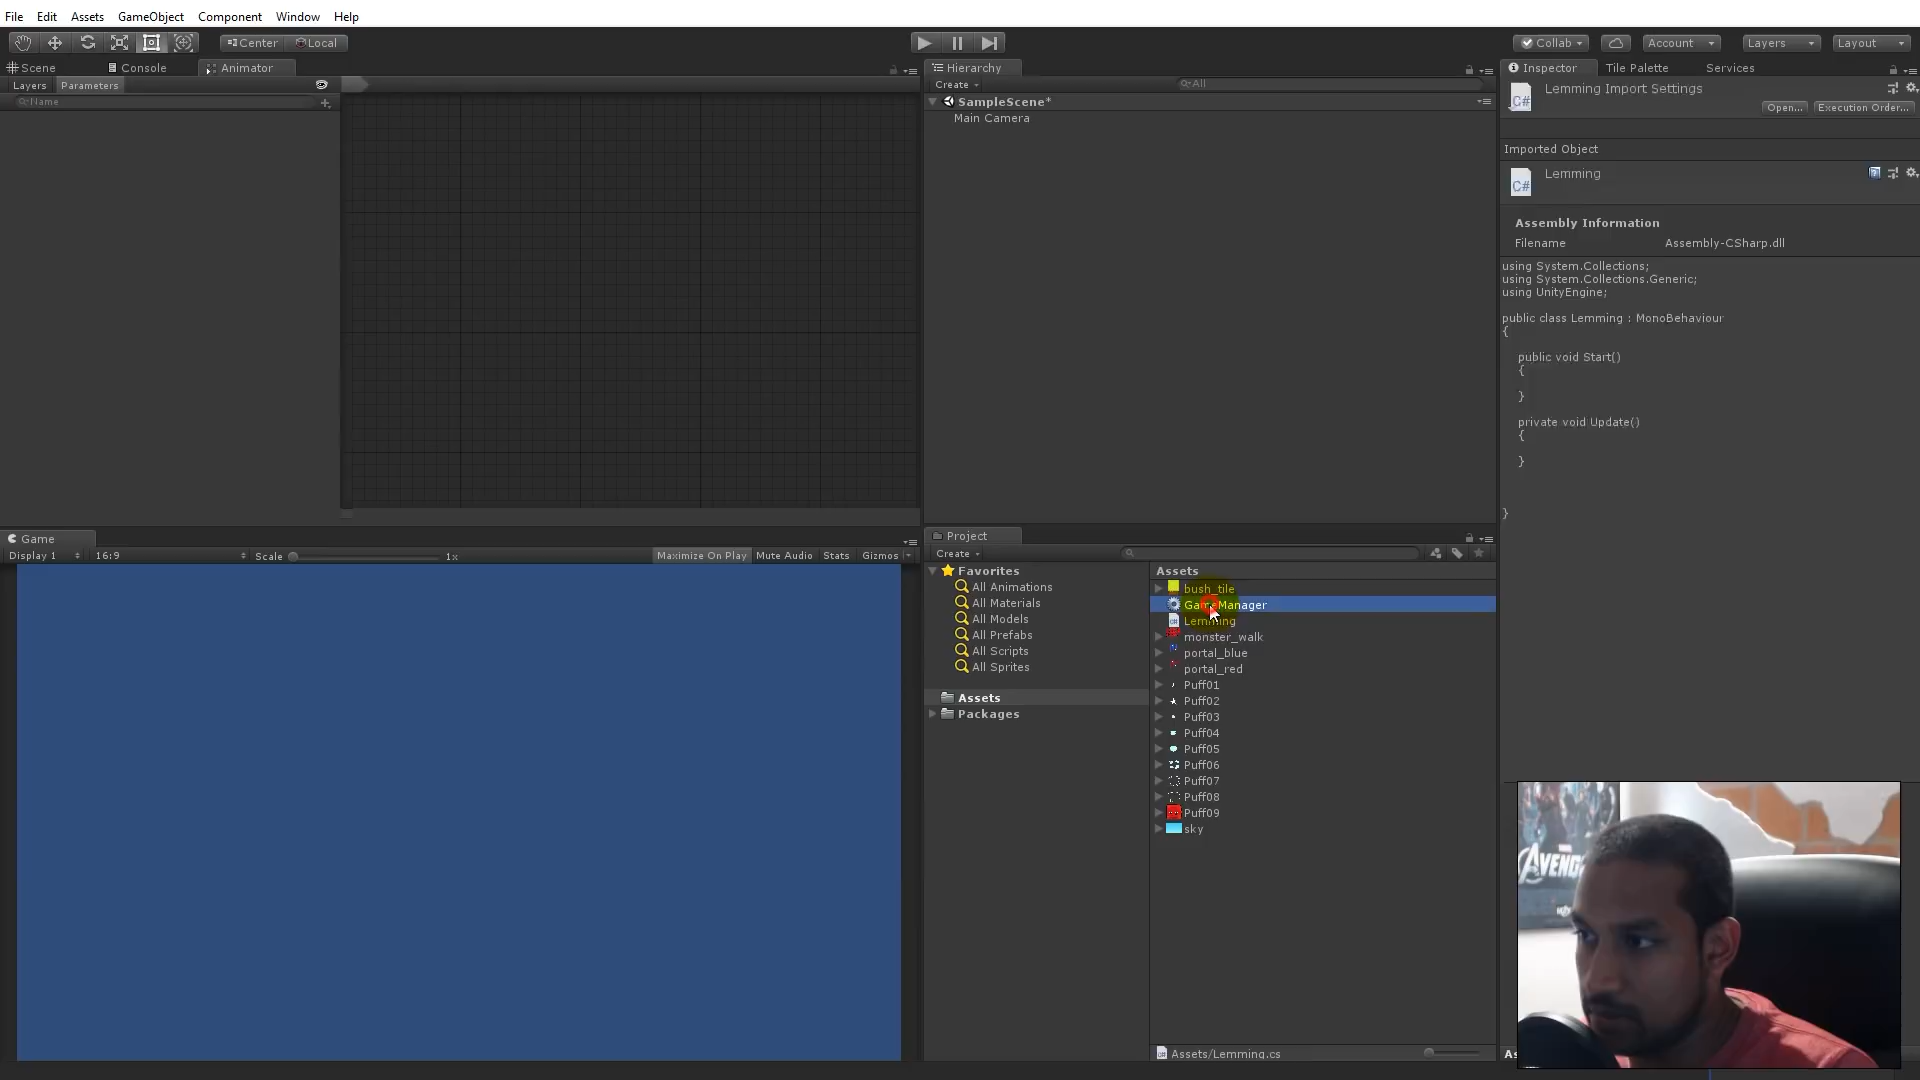 File Edit Assets GameObject Component Window Help
Center Local
Collab Account Layers Layout
Scene Console Animator
Hierarchy
Inspector Tile Palette Services
Layers Parameters
Create All
Lemming Import Settings
Name
SampleScene*
Open... Execution Order...
Main Camera
Imported Object
Lemming
C#
Assembly Information
Filename Assembly-CSharp.dll
using System.Collections;
using System.Collections.Generic;
using UnityEngine;
public class Lemming : MonoBehaviour
{
public void Start()
{
}
private void Update()
{
}
}
Game
Project
Display 1 16:9 Scale 1x Maximize On Play Mute Audio Stats Gizmos
Create
Favorites
All Animations
All Materials
All Models
All Prefabs
All Scripts
All Sprites
Assets
Packages
Assets
bush_tile
GameManager
Lemming
monster_walk
portal_blue
portal_red
Puff01
Puff02
Puff03
Puff04
Puff05
Puff06
Puff07
Puff08
Puff09
sky
Assets/Lemming.cs